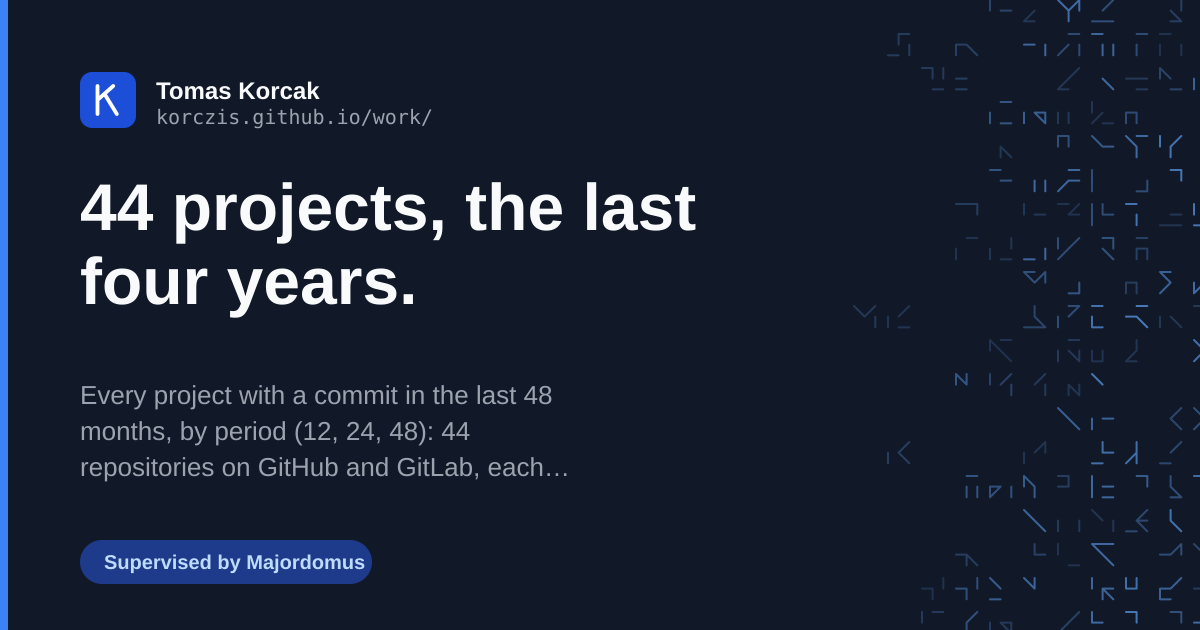 Tomas Korcak
korczis.github.io/work/
44 projects, the last
four years.
Every project with a commit in the last 48
months, by period (12, 24, 48): 44
repositories on GitHub and GitLab, each…
Supervised by Majordomus